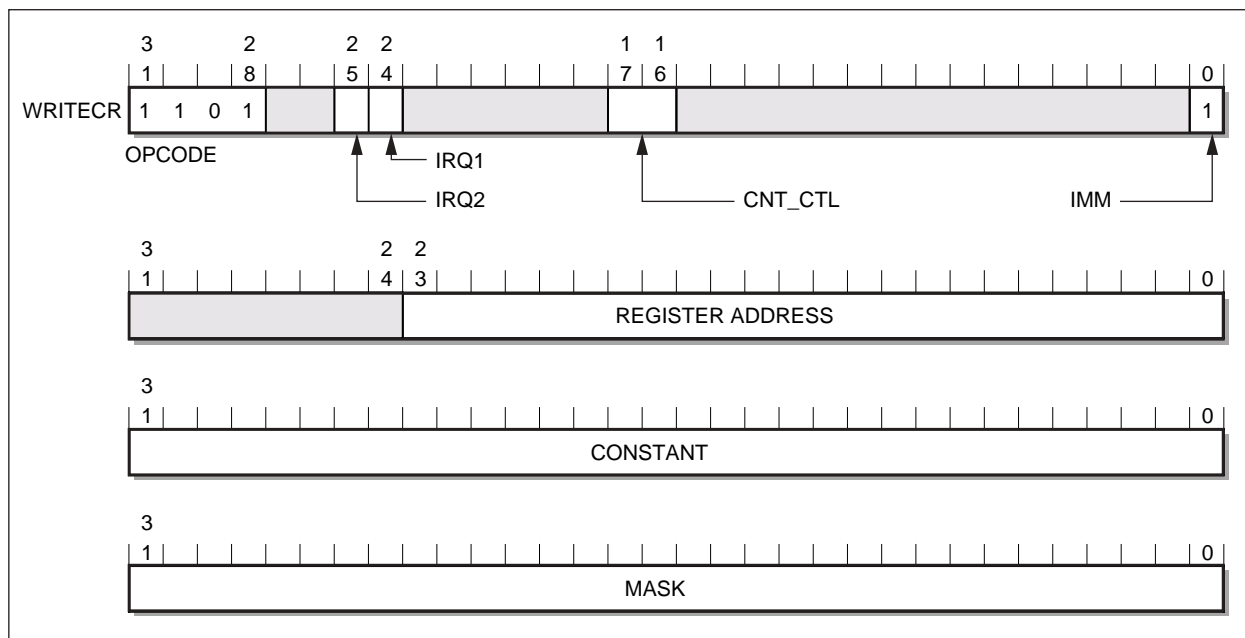 3 2 2 2 1 1
1 8 5 4 7 6 0
WRITECR 1 1 0 1 1
OPCODE
IRQ1
IRQ2 CNT_CTL IMM
3 2 2
1 4 3 0
REGISTER ADDRESS
3
1 0
CONSTANT
3
1 0
MASK